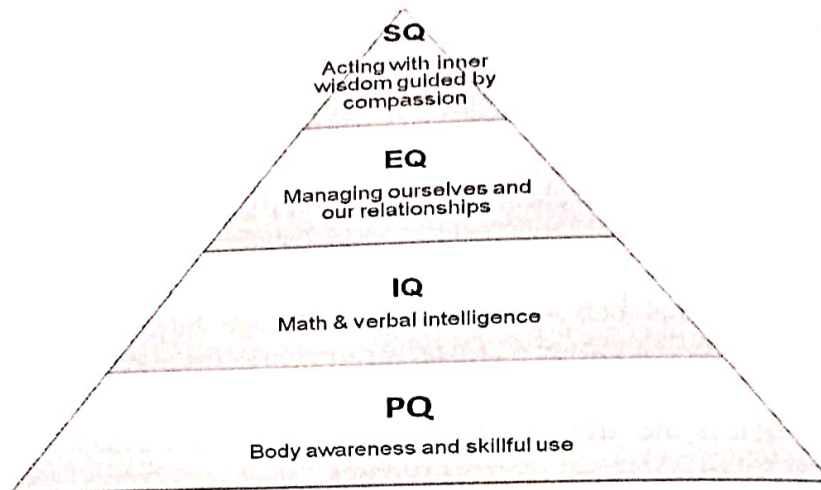 SQ
Acting with inner
wisdom guided by
compassion
EQ
Managing ourselves and
our relationships
IQ
Math & verbal intelligence
PQ
Body awareness and skillful use